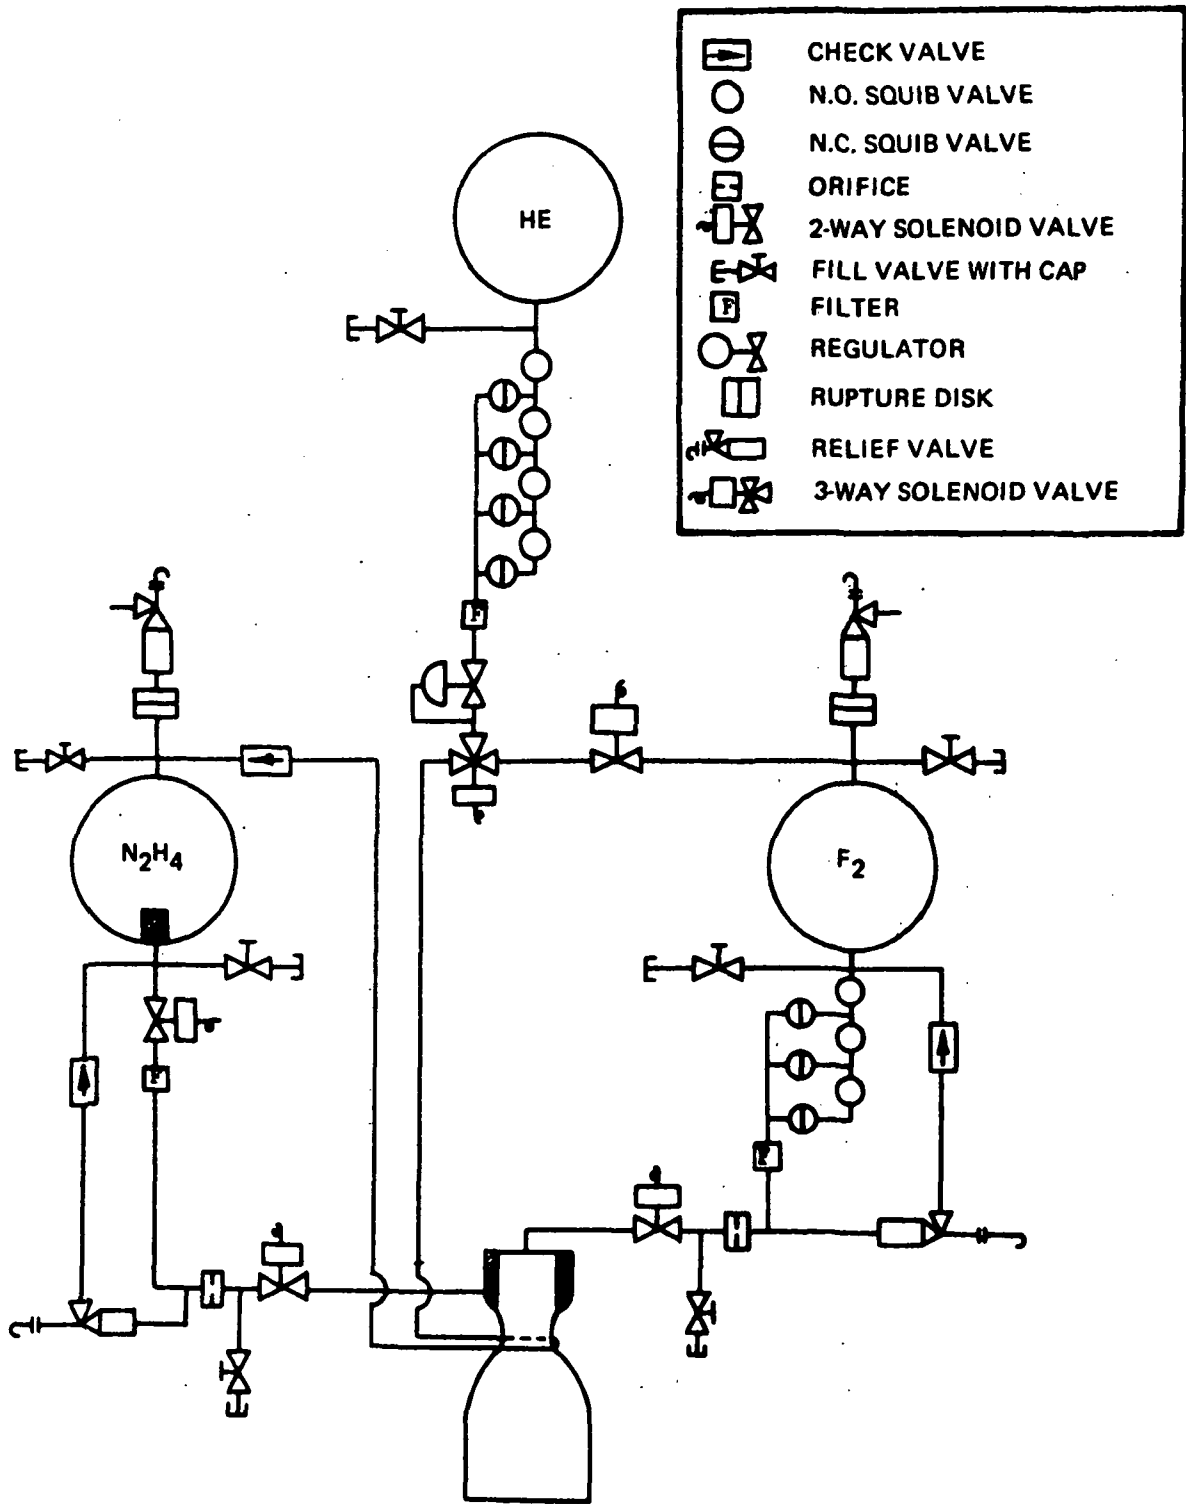 CHECK VALVE
N.O. SQUIB VALVE
N.C. SQUIB VALVE
ORIFICE
2-WAY SOLENOID VALVE
FILL VALVE WITH CAP
F FILTER
REGULATOR
RUPTURE DISK
RELIEF VALVE
3-WAY SOLENOID VALVE
HE
F
N₂H₄
F₂
F
F